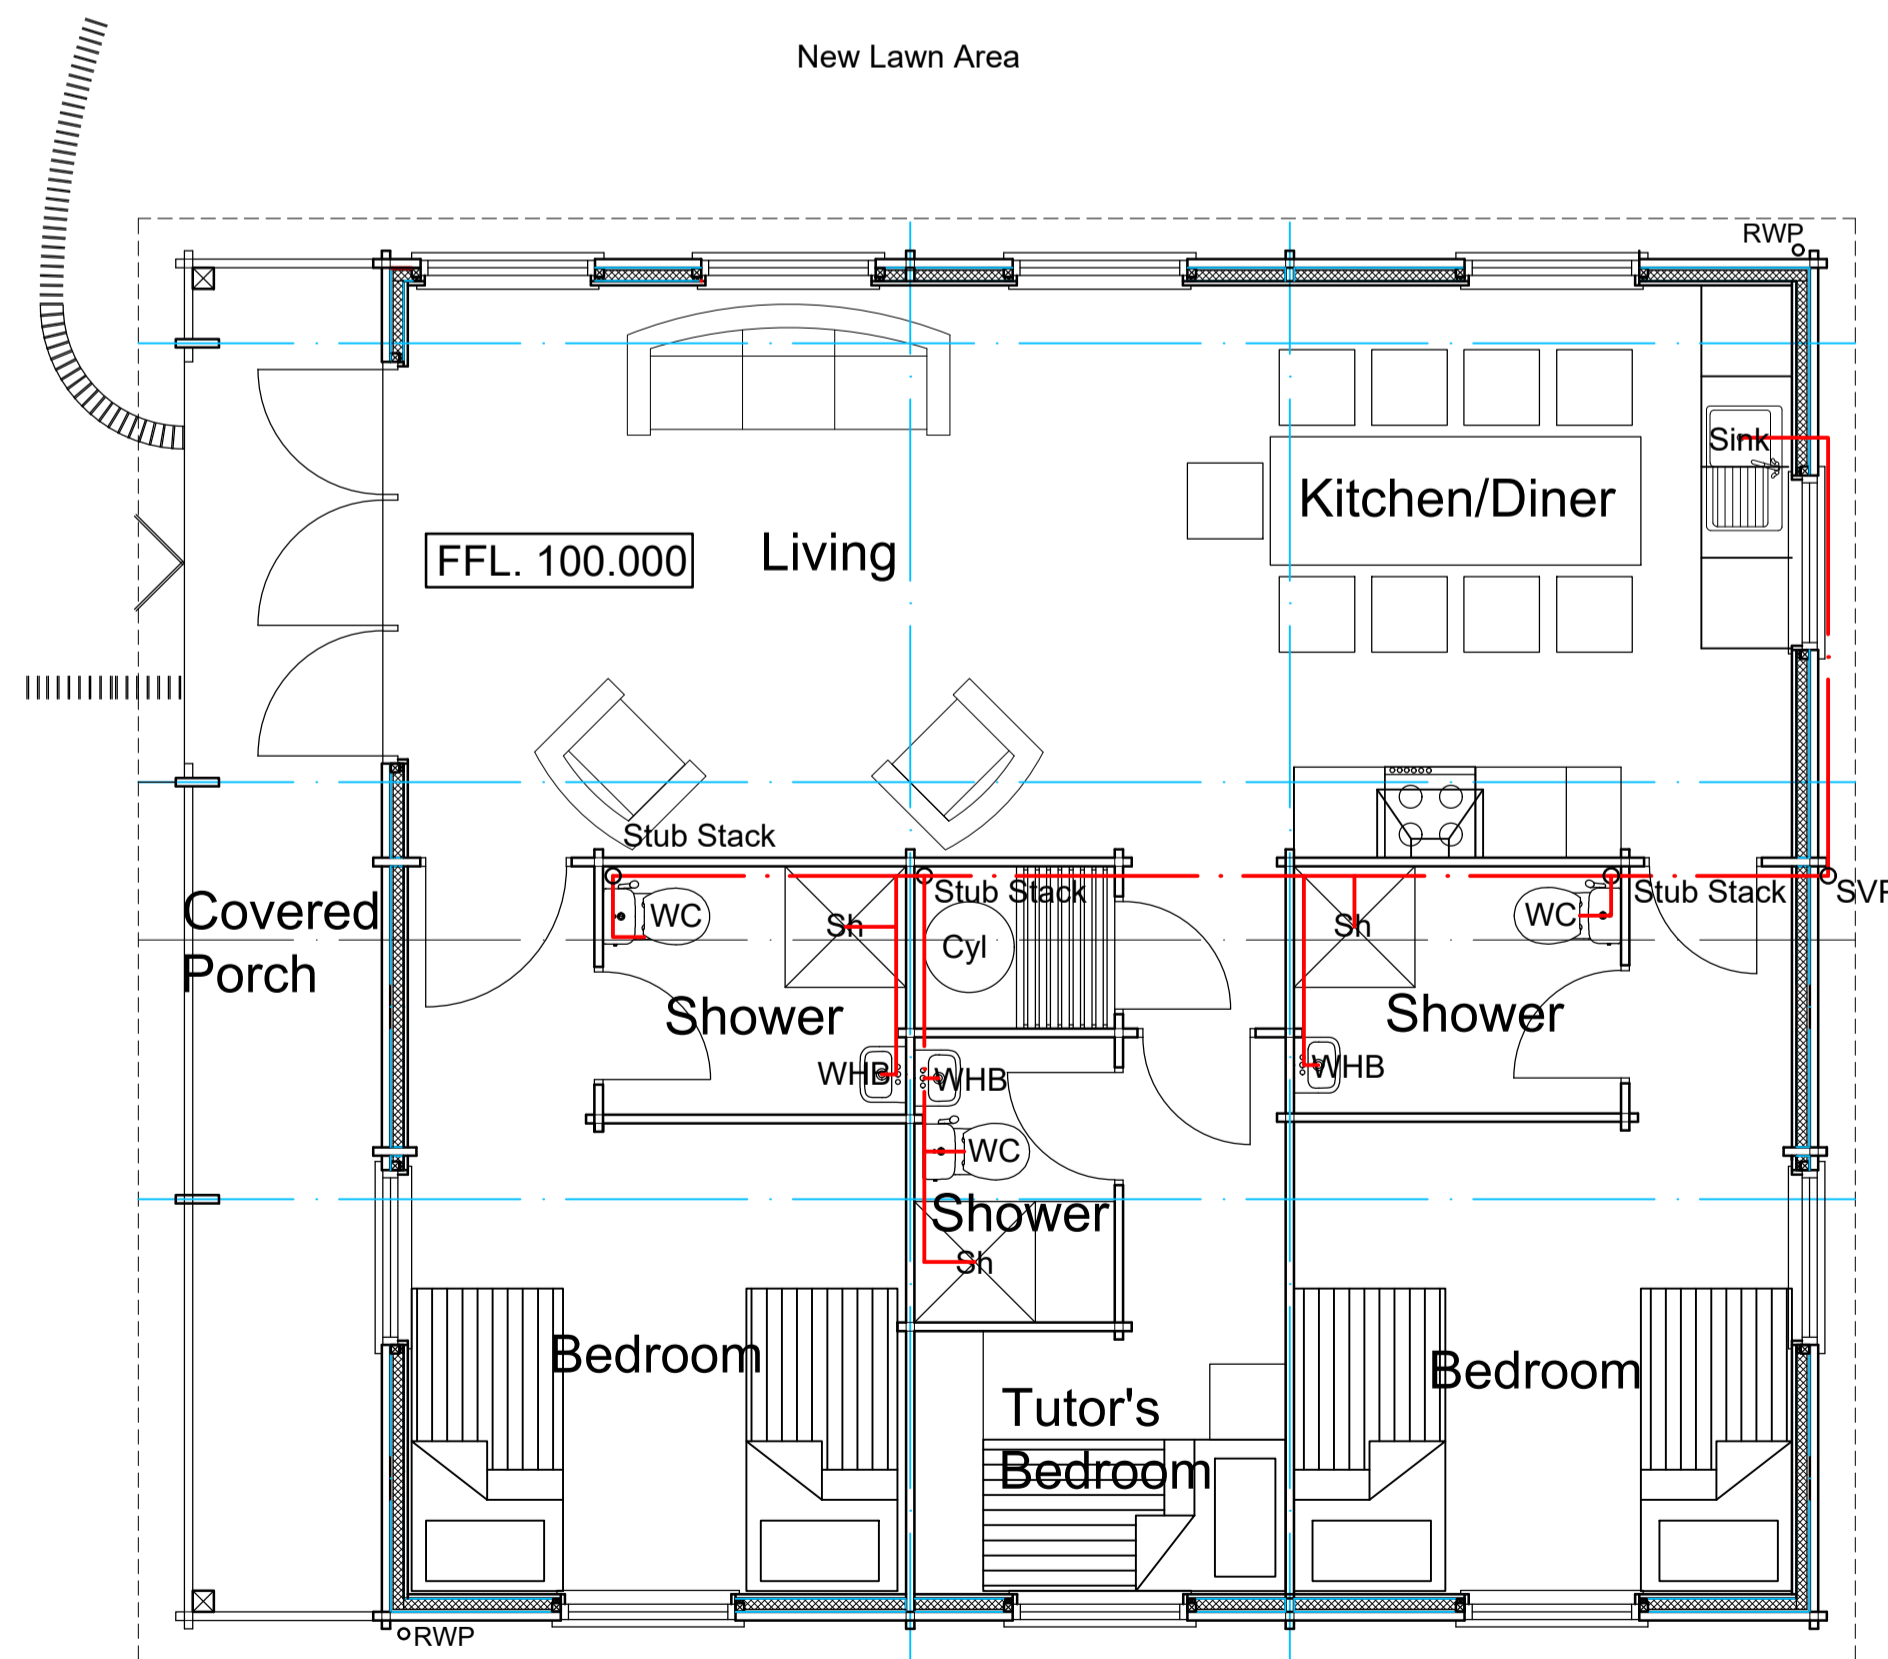 New Lawn Area
RWP
Sink
Kitchen/Diner
Living
FFL. 100.000
Stub Stack
Stub Stack
Stub Stack
SVP
Covered
Porch
WC
Sh
Cyl
Sh
WC
Shower
Shower
WHB
WHB
WHB
WC
Shower
Sh
Bedroom
Tutor's
Bedroom
Bedroom
RWP